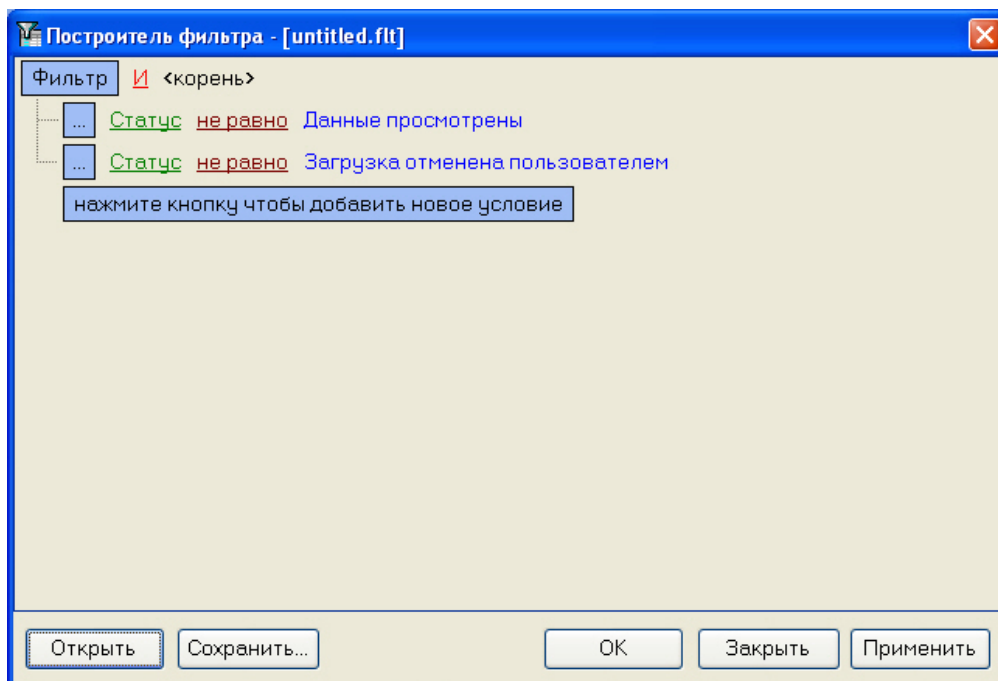 Построитель фильтра - [untitled.flt]
Фильтр И <корень>
... Статус не равно Данные просмотрены
... Статус не равно Загрузка отменена пользователем
нажмите кнопку чтобы добавить новое условие
Открыть Сохранить... OK Закрыть Применить